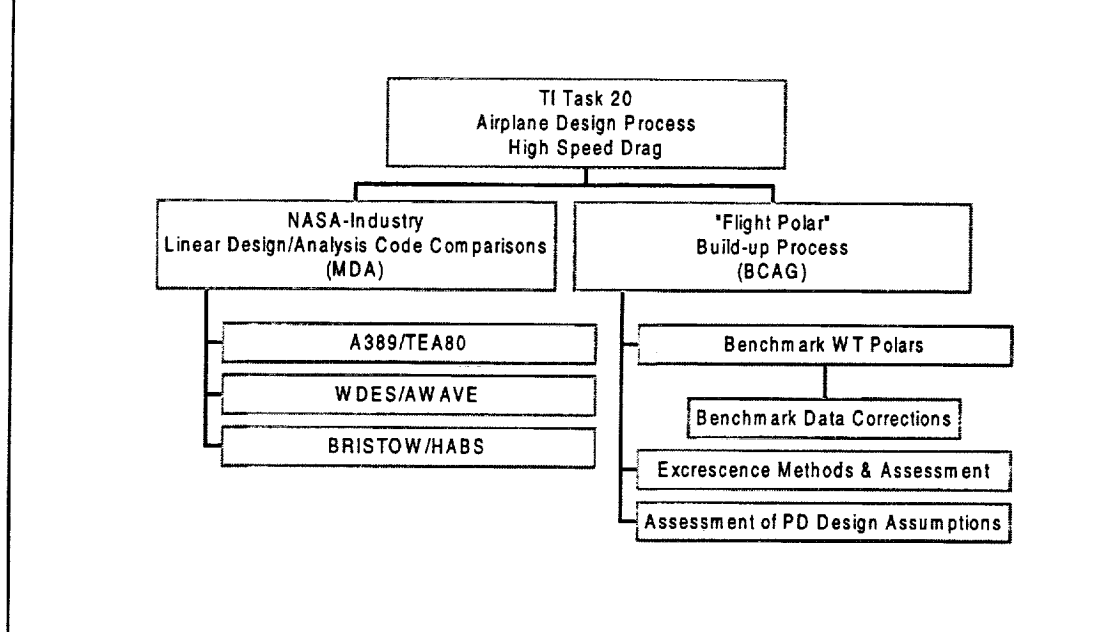 TI Task 20
Airplane Design Process
High Speed Drag
NASA-Industry
Linear Design/Analysis Code Comparisons
(MDA)
"Flight Polar"
Build-up Process
(BCAG)
A389/TEA80
WDES/AWAVE
BRISTOW/HABS
Benchmark WT Polars
Benchmark Data Corrections
Excrescence Methods & Assessment
Assessment of PD Design Assumptions